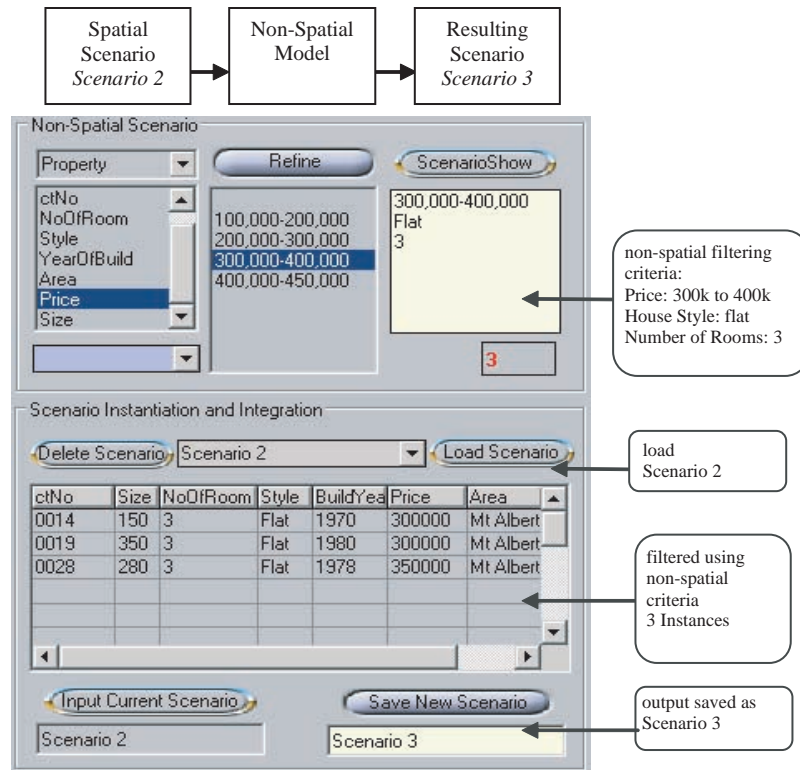 Spatial
Scenario
Scenario 2
Non-Spatial
Model
Resulting
Scenario
Scenario 3
Non-Spatial Scenario
Property
Refine
ScenarioShow
ctNo
NoOfRoom
Style
YearOfBuild
Area
Price
Size
100,000-200,000
200,000-300,000
300,000-400,000
400,000-450,000
300,000-400,000
Flat
3
3
non-spatial filtering
criteria:
Price: 300k to 400k
House Style: flat
Number of Rooms: 3
Scenario Instantiation and Integration
Delete Scenario
Scenario 2
Load Scenario
load
Scenario 2
ctNo Size NoOfRoom Style BuildYea Price Area
0014 150 3 Flat 1970 300000 Mt Albert
0019 350 3 Flat 1980 300000 Mt Albert
0028 280 3 Flat 1978 350000 Mt Albert
filtered using
non-spatial
criteria
3 Instances
Input Current Scenario
Save New Scenario
Scenario 2
Scenario 3
output saved as
Scenario 3